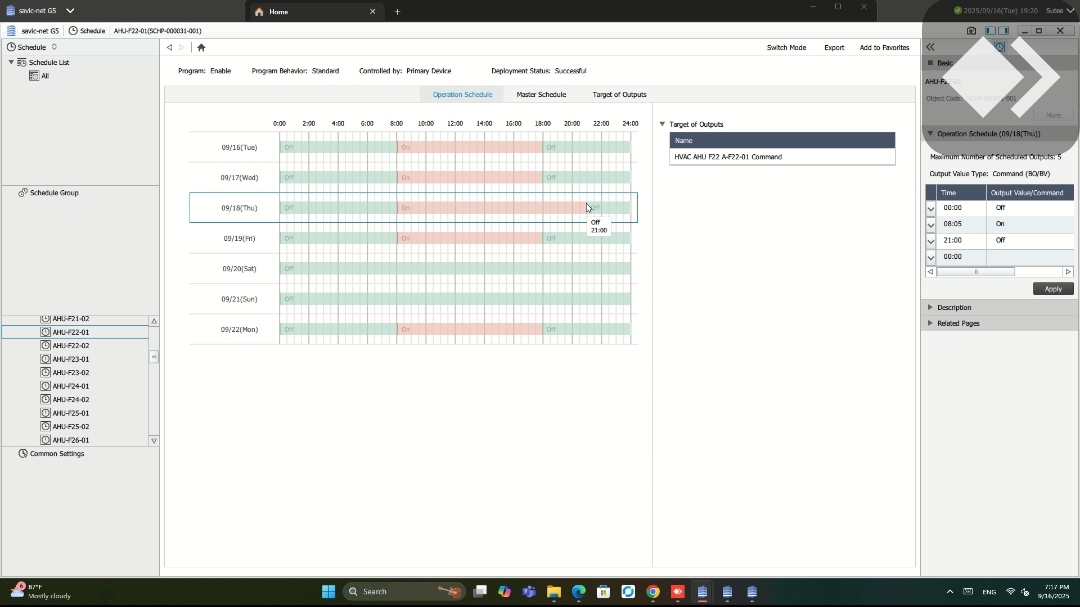 savic-net G5
Home
2025/09/16(Tue) 19:20 Sutee
savic-net G5
Schedule
AHU-F22-01(SCHP-000031-001)
Schedule
Schedule List
All
Schedule Group
AHU-F21-02
AHU-F22-01
AHU-F22-02
AHU-F23-01
AHU-F23-02
AHU-F24-01
AHU-F24-02
AHU-F25-01
AHU-F25-02
AHU-F26-01
Common Settings
Switch Mode
Export
Add to Favorites
Program: Enable
Program Behavior: Standard
Controlled by: Primary Device
Deployment Status: Successful
Operation Schedule
Master Schedule
Target of Outputs
0:00 2:00 4:00 6:00 8:00 10:00 12:00 14:00 16:00 18:00 20:00 22:00 24:00
09/16(Tue) Off On Off
09/17(Wed) Off On Off
09/18(Thu) Off On Off
Off
21:00
09/19(Fri) Off On Off
09/20(Sat) Off
09/21(Sun) Off
09/22(Mon) Off On Off
Target of Outputs
Name
HVAC AHU F22 A-F22-01 Command
Basic
More
Operation Schedule (09/18(Thu))
Maximum Number of Scheduled Outputs: 5
Output Value Type: Command (BO/BV)
Time Output Value/Command
00:00 Off
08:05 On
21:00 Off
00:00
Apply
Description
Related Pages
87°F
Mostly cloudy
Search
ENG
7:17 PM
9/16/2025